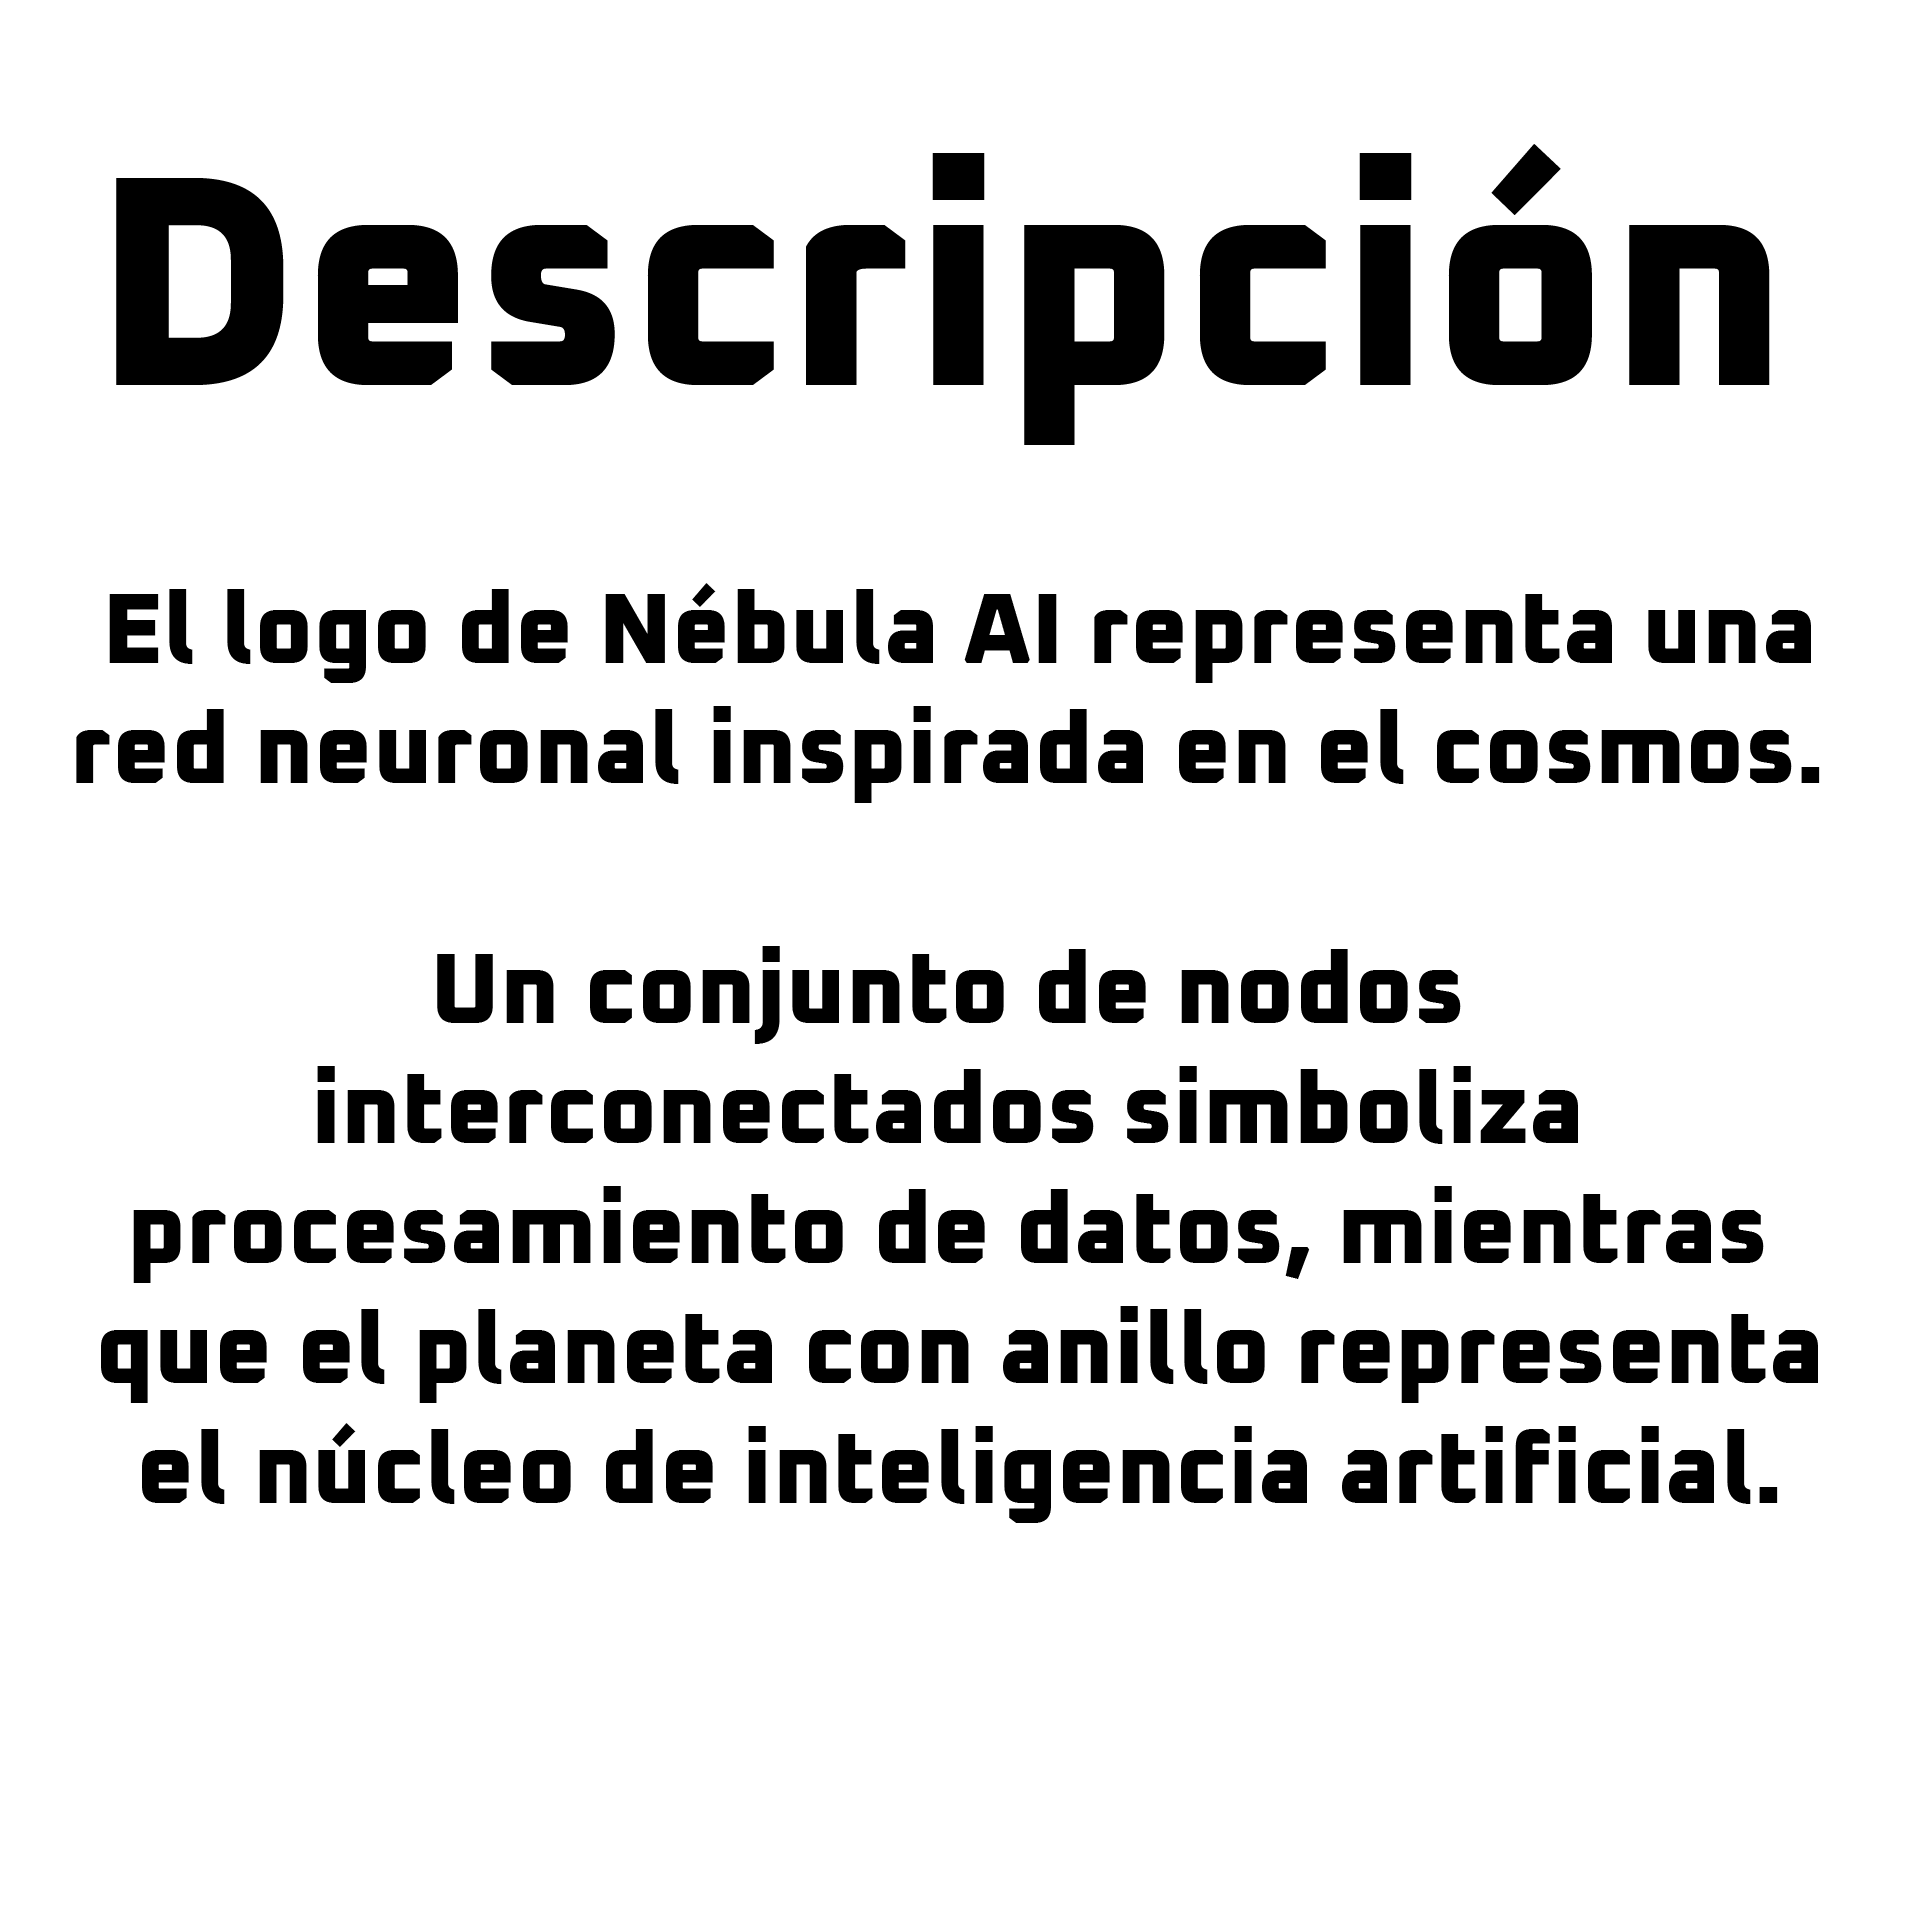 Descripción
El logo de Nébula AI representa una
red neuronal inspirada en el cosmos.
Un conjunto de nodos
interconectados simboliza
procesamiento de datos, mientras
que el planeta con anillo representa
el núcleo de inteligencia artificial.